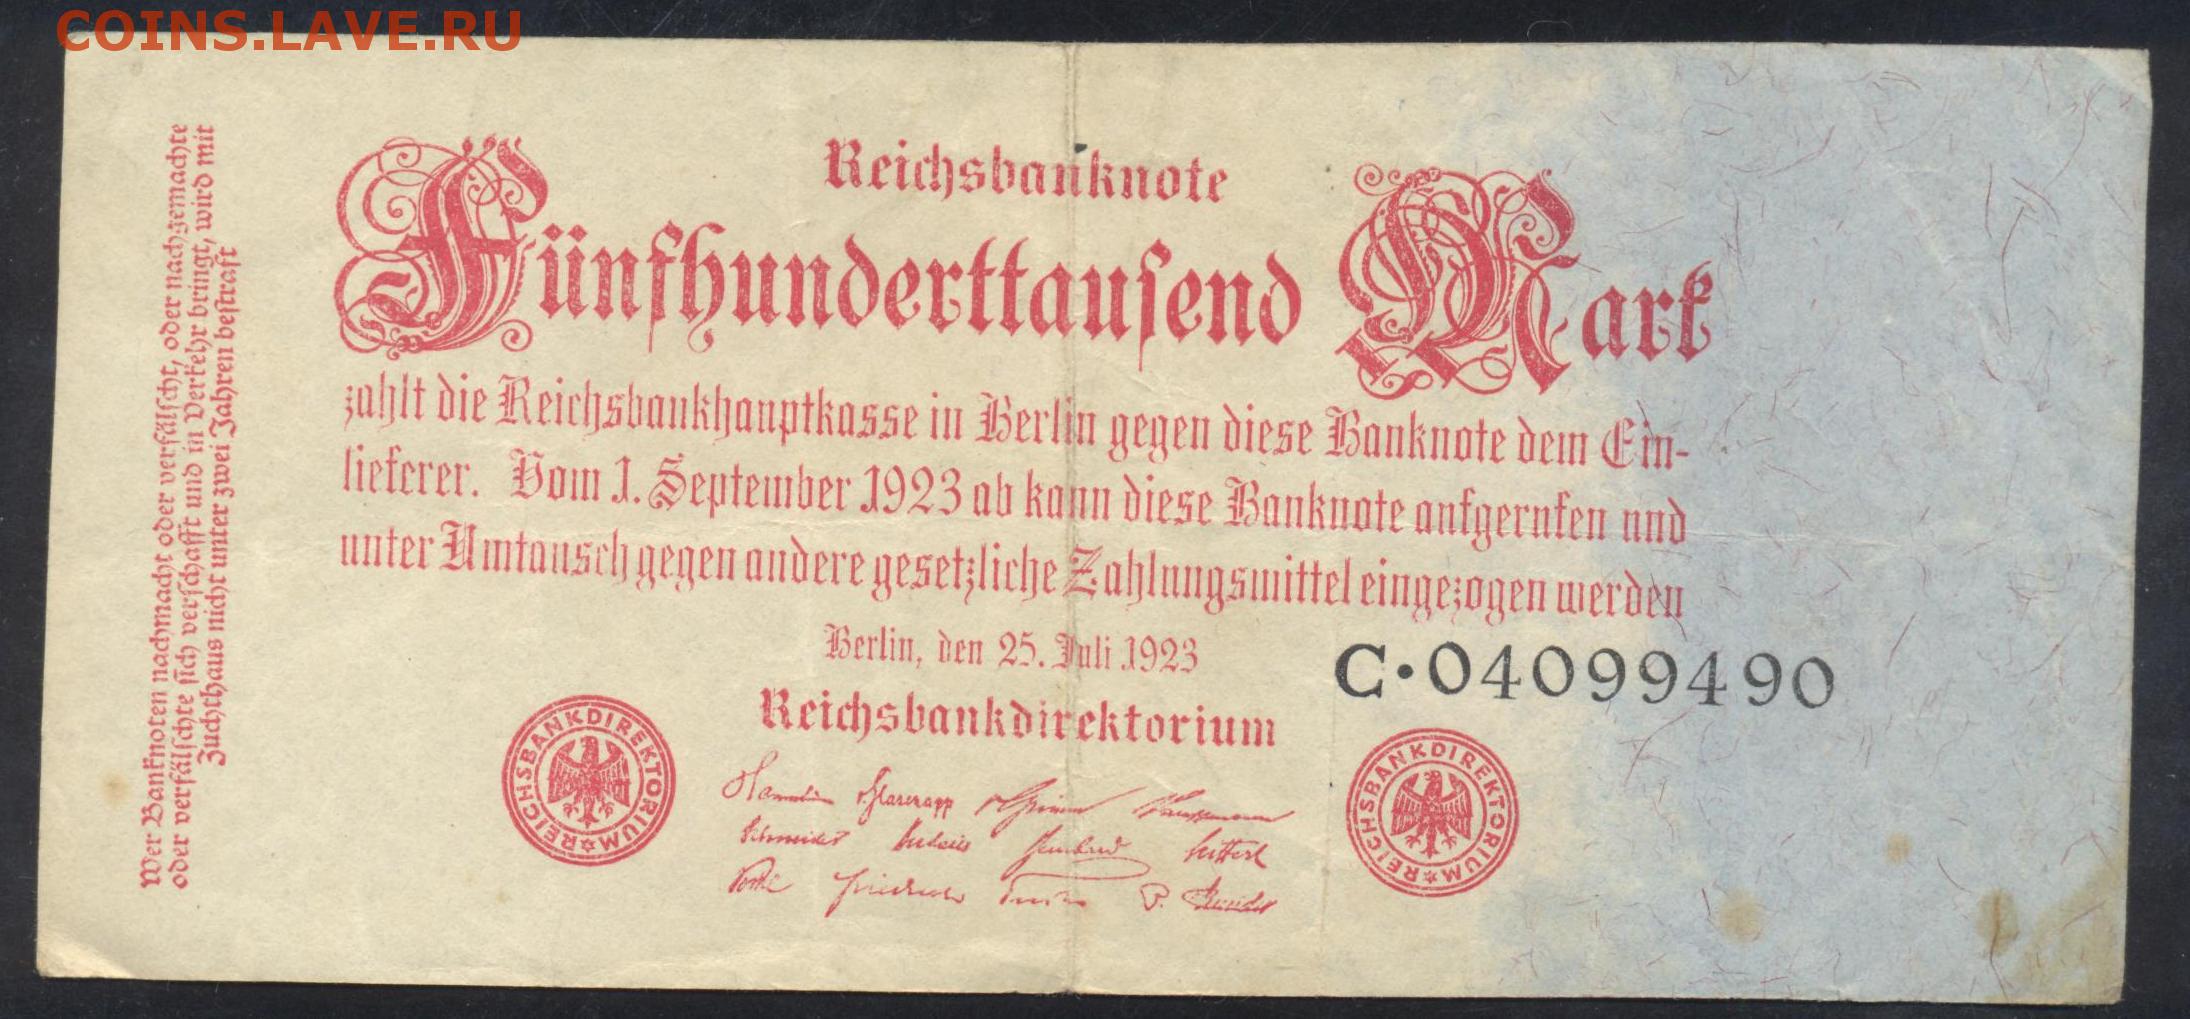 COINS.LAVE.RU
Reichsbanknote
Fünfhunderttausend Mark
zahlt die Reichsbankhauptkasse in Berlin gegen diese Banknote dem Ein-
lieferer. Vom 1. September 1923 ab kann diese Banknote aufgerufen und
unter Umtausch gegen andere gesetzliche Zahlungsmittel eingezogen werden
Berlin, den 25. Juli 1923
C·04099490
Reichsbankdirektorium
REICHSBANKDIREKTORIUM
REICHSBANKDIREKTORIUM
v. Glasenapp
Schneider
Wer Banknoten nachmacht oder verfälscht, oder nachgemachte
oder verfälschte sich verschafft und in Verkehr bringt, wird mit
Zuchthaus nicht unter zwei Jahren bestraft